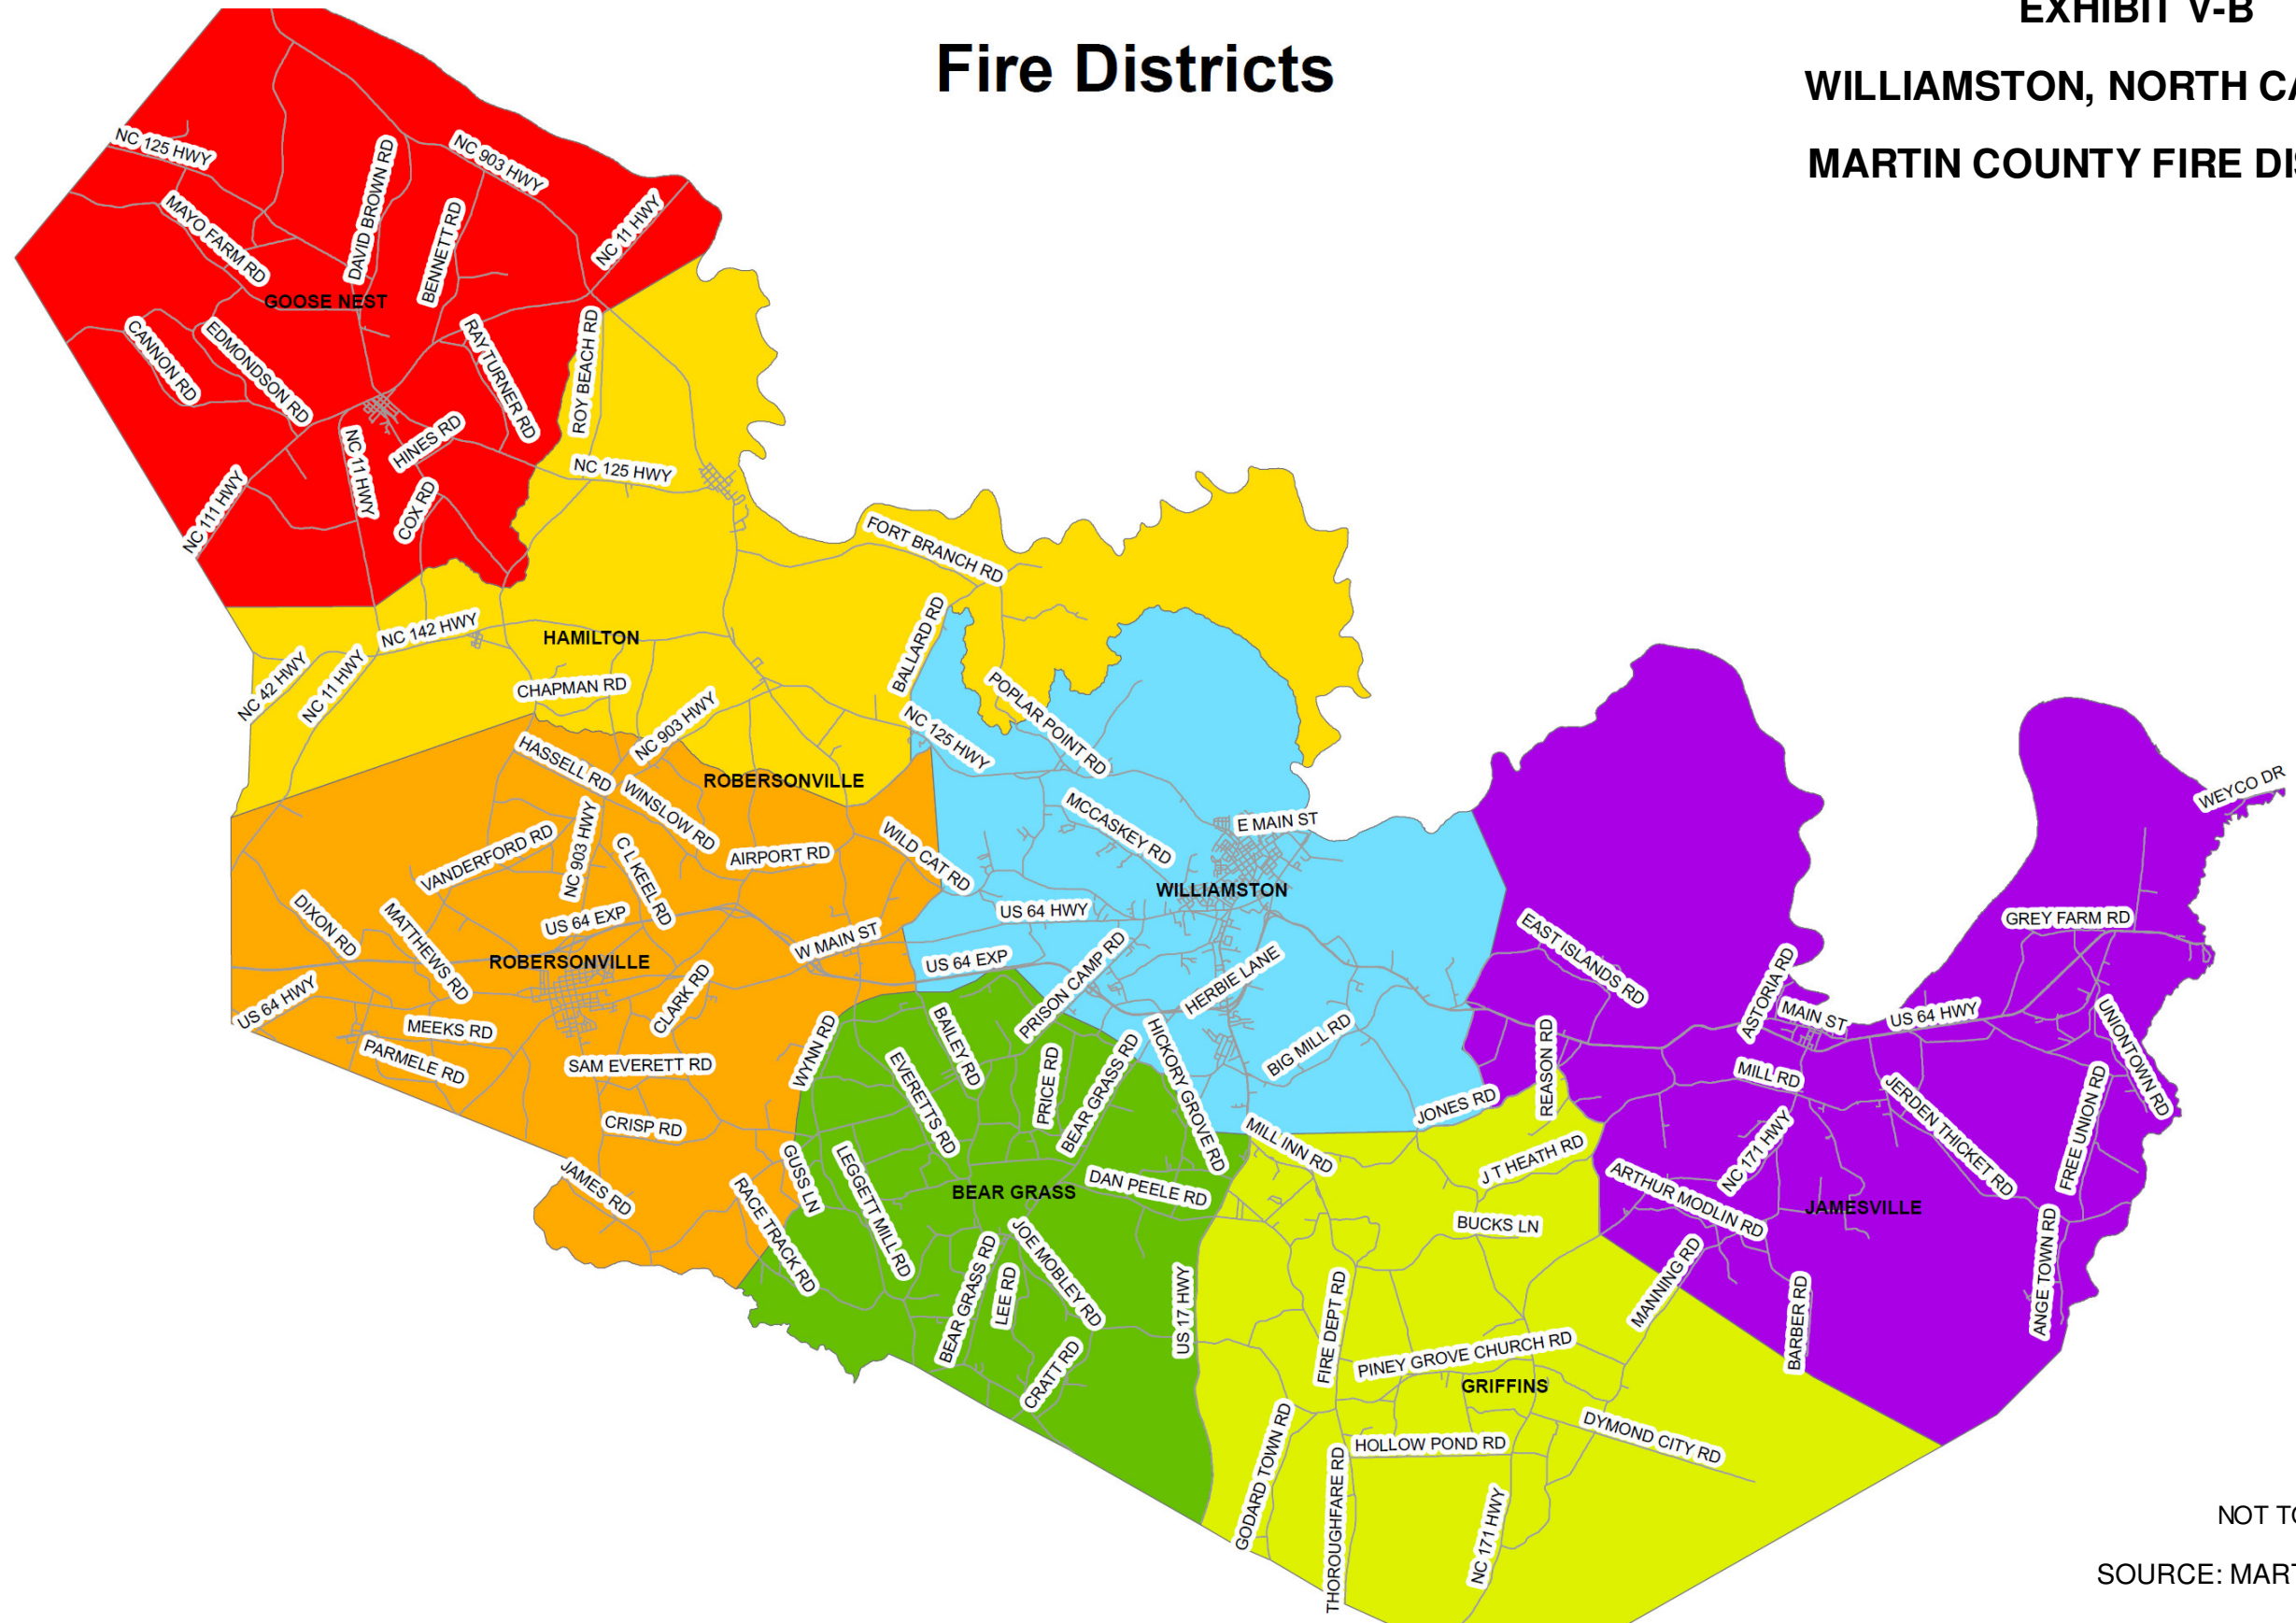 EXHIBIT V-B
Fire Districts
WILLIAMSTON, NORTH CA
MARTIN COUNTY FIRE DIS
NC 125 HWY
NC 903 HWY
DAVID BROWN RD
MAYO FARM RD
BENNETT RD
NC 11 HWY
GOOSE NEST
CANNON RD
EDMONDSON RD
RAY TURNER RD
ROY BEACH RD
HINES RD
NC 11 HWY
NC 125 HWY
NC 111 HWY
COX RD
FORT BRANCH RD
NC 142 HWY
HAMILTON
BALLARD RD
NC 42 HWY
NC 11 HWY
CHAPMAN RD
NC 903 HWY
POPLAR POINT RD
NC 125 HWY
HASSELL RD
ROBERSONVILLE
WEYCO DR
WINSLOW RD
MCCASKEY RD
E MAIN ST
VANDERFORD RD
NC 903 HWY
C L KEEL RD
AIRPORT RD
WILD CAT RD
WILLIAMSTON
DIXON RD
MATTHEWS RD
US 64 EXP
US 64 HWY
GREY FARM RD
W MAIN ST
EAST ISLANDS RD
ROBERSONVILLE
US 64 EXP
PRISON CAMP RD
HERBIE LANE
ASTORIA RD
US 64 HWY
CLARK RD
MAIN ST
US 64 HWY
MEEKS RD
BAILEY RD
BIG MILL RD
UNIONTOWN RD
PARMELE RD
SAM EVERETT RD
WYNN RD
EVERETTS RD
PRICE RD
BEAR GRASS RD
HICKORY GROVE RD
REASON RD
MILL RD
JERDEN THICKET RD
FREE UNION RD
CRISP RD
JONES RD
MILL INN RD
NC 171 HWY
JAMES RD
GUSS LN
LEGGETT MILL RD
BEAR GRASS
DAN PEELE RD
J T HEATH RD
ARTHUR MODLIN RD
JAMESVILLE
RACE TRACK RD
BUCKS LN
ANGE TOWN RD
JOE MOBLEY RD
BEAR GRASS RD
LEE RD
US 17 HWY
FIRE DEPT RD
MANNING RD
BARBER RD
CRATT RD
PINEY GROVE CHURCH RD
GRIFFINS
GODARD TOWN RD
HOLLOW POND RD
DYMOND CITY RD
THOROUGHFARE RD
NC 171 HWY
NOT TO
SOURCE: MART